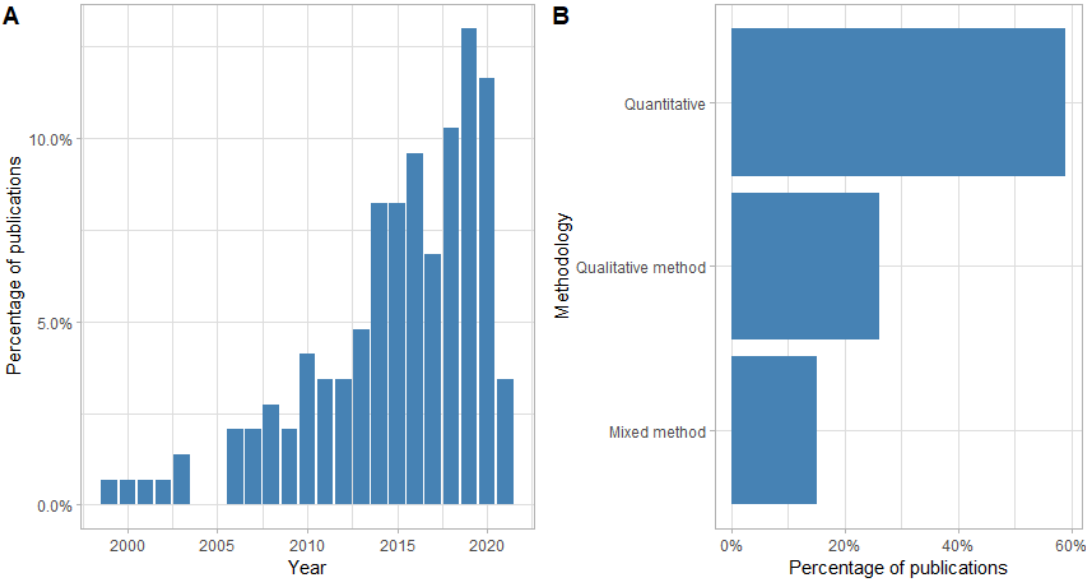 A
Percentage of publications
10.0%
5.0%
0.0%
2000
2005
2010
2015
2020
Year
B
Methodology
Quantitative
Qualitative method
Mixed method
0%
20%
40%
60%
Percentage of publications